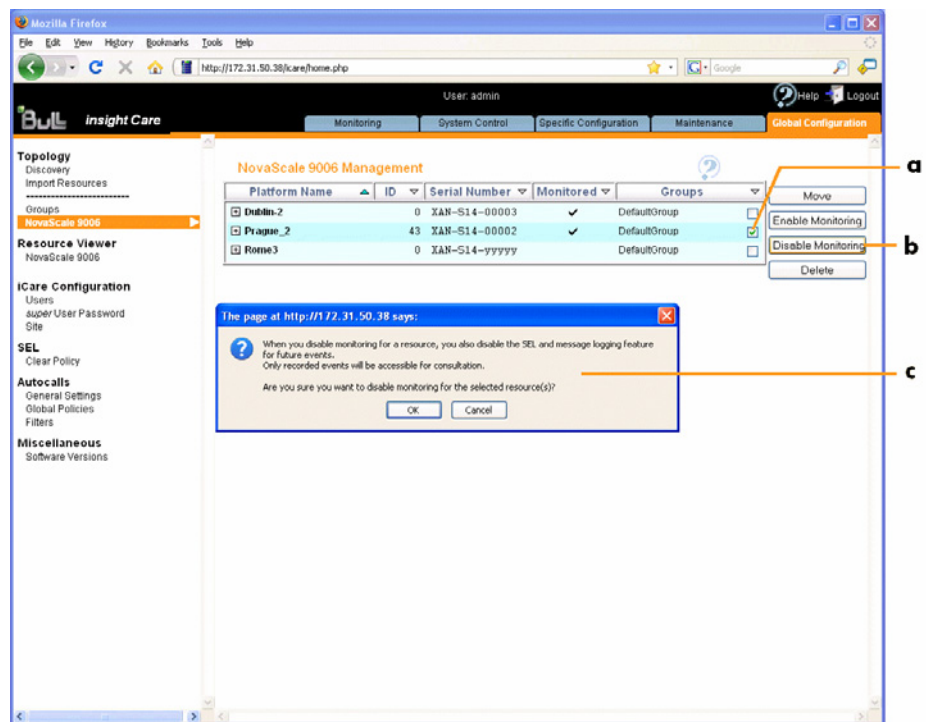 Mozilla Firefox
File Edit View History Bookmarks Tools Help
http://172.31.50.38/icare/home.php
Google
User: admin
Help Logout
Bull insight Care
Monitoring System Control Specific Configuration Maintenance Global Configuration
Topology
Discovery
Import Resources
Groups
NovaScale 9006
Resource Viewer
NovaScale 9006
iCare Configuration
Users
super User Password
Site
SEL
Clear Policy
Autocalls
General Settings
Global Policies
Filters
Miscellaneous
Software Versions
NovaScale 9006 Management
Platform Name ID Serial Number Monitored Groups
Dublin-2 0 XAN-S14-00003 DefaultGroup
Prague_2 43 XAN-S14-00002 DefaultGroup
Rome3 0 XAN-S14-yyyyy DefaultGroup
Move
Enable Monitoring
Disable Monitoring
Delete
The page at http://172.31.50.38 says:
When you disable monitoring for a resource, you also disable the SEL and message logging feature
for future events.
Only recorded events will be accessible for consultation.
Are you sure you want to disable monitoring for the selected resource(s)?
OK Cancel
a
b
c